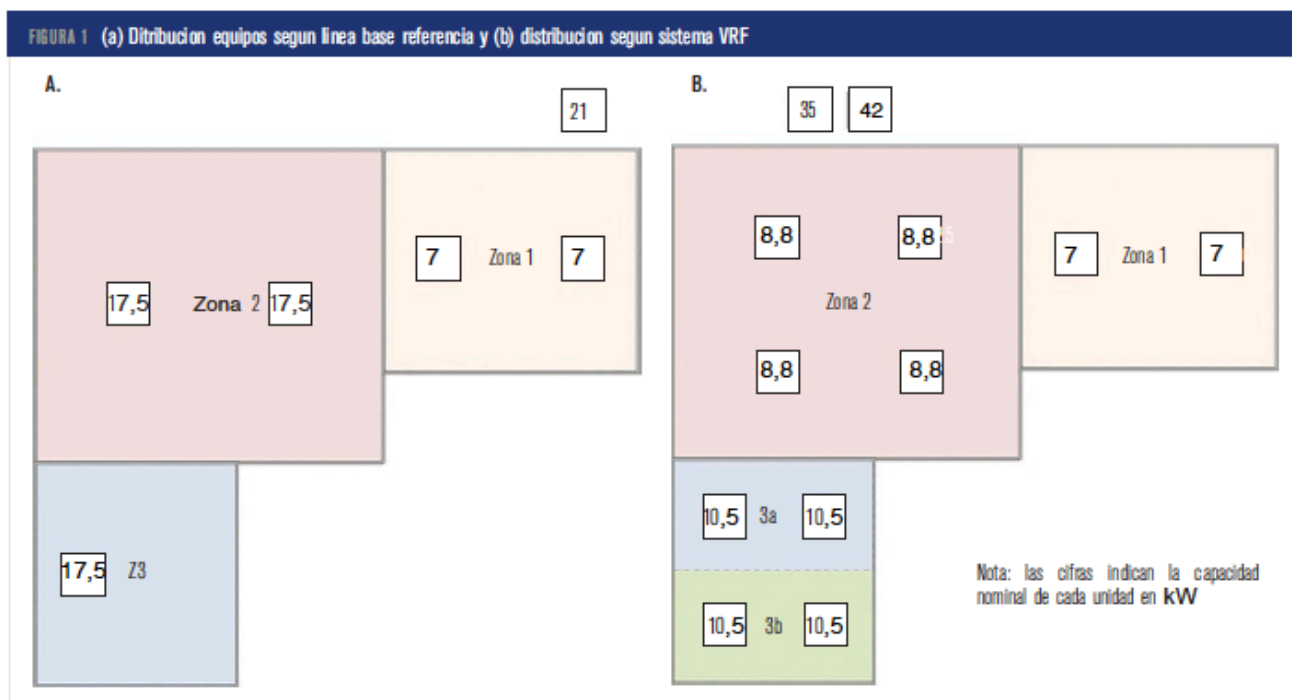 FIGURA 1 (a) Ditribucion equipos segun linea base referencia y (b) distribucion segun sistema VRF
A.
21
7 Zona 1 7
17,5 Zona 2 17,5
17,5 Z3
B.
35 42
8,8 8,8
7 Zona 1 7
Zona 2
8,8 8,8
10,5 3a 10,5
10,5 3b 10,5
Nota: las cifras indican la capacidad
nominal de cada unidad en kW